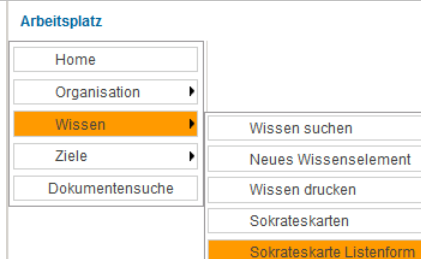 Arbeitsplatz
Home
Organisation
Wissen
Ziele
Dokumentensuche
Wissen suchen
Neues Wissenselement
Wissen drucken
Sokrateskarten
Sokrateskarte Listenform